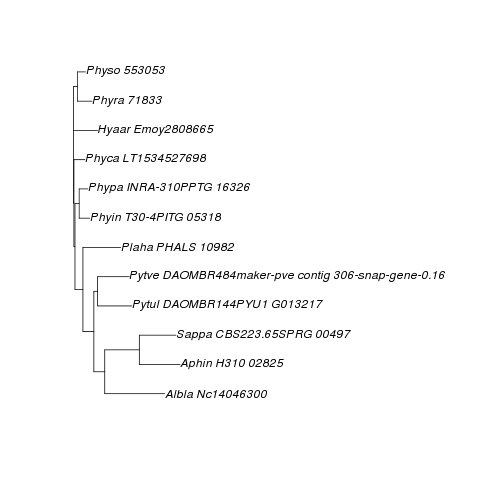 Physo 553053
Phyra 71833
Hyaar Emoy2808665
Phyca LT1534527698
Phypa INRA-310PPTG 16326
Phyin T30-4PITG 05318
Plaha PHALS 10982
Pytve DAOMBR484maker-pve contig 306-snap-gene-0.16
Pytul DAOMBR144PYU1 G013217
Sappa CBS223.65SPRG 00497
Aphin H310 02825
Albla Nc14046300